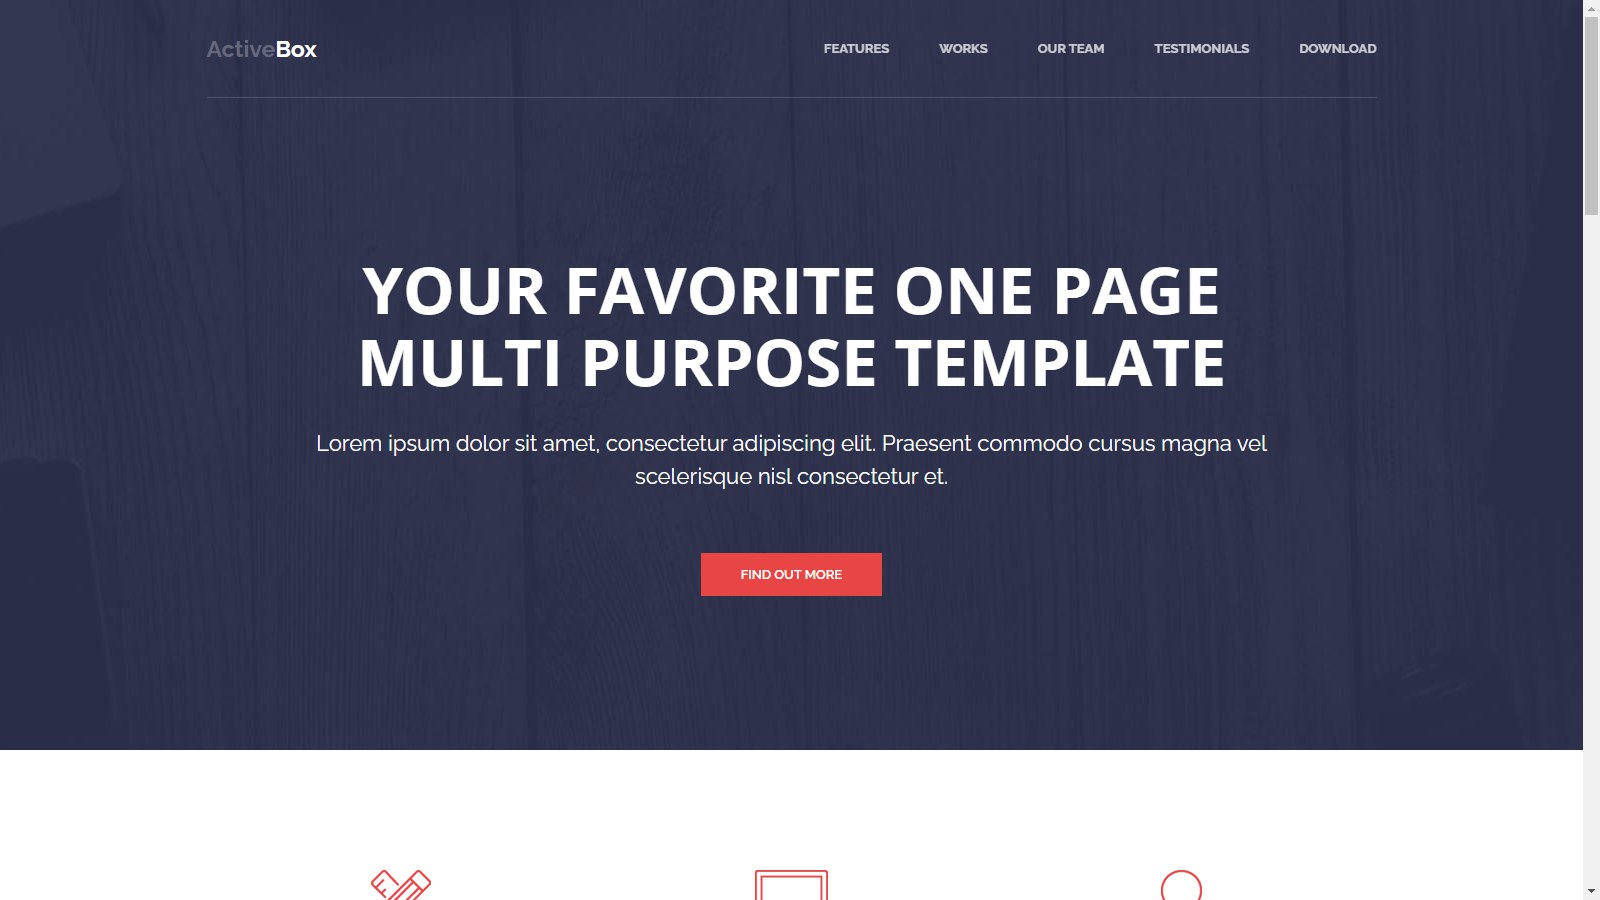 ActiveBox
FEATURES WORKS OUR TEAM TESTIMONIALS DOWNLOAD
YOUR FAVORITE ONE PAGE
MULTI PURPOSE TEMPLATE
Lorem ipsum dolor sit amet, consectetur adipiscing elit. Praesent commodo cursus magna vel
scelerisque nisl consectetur et.
FIND OUT MORE